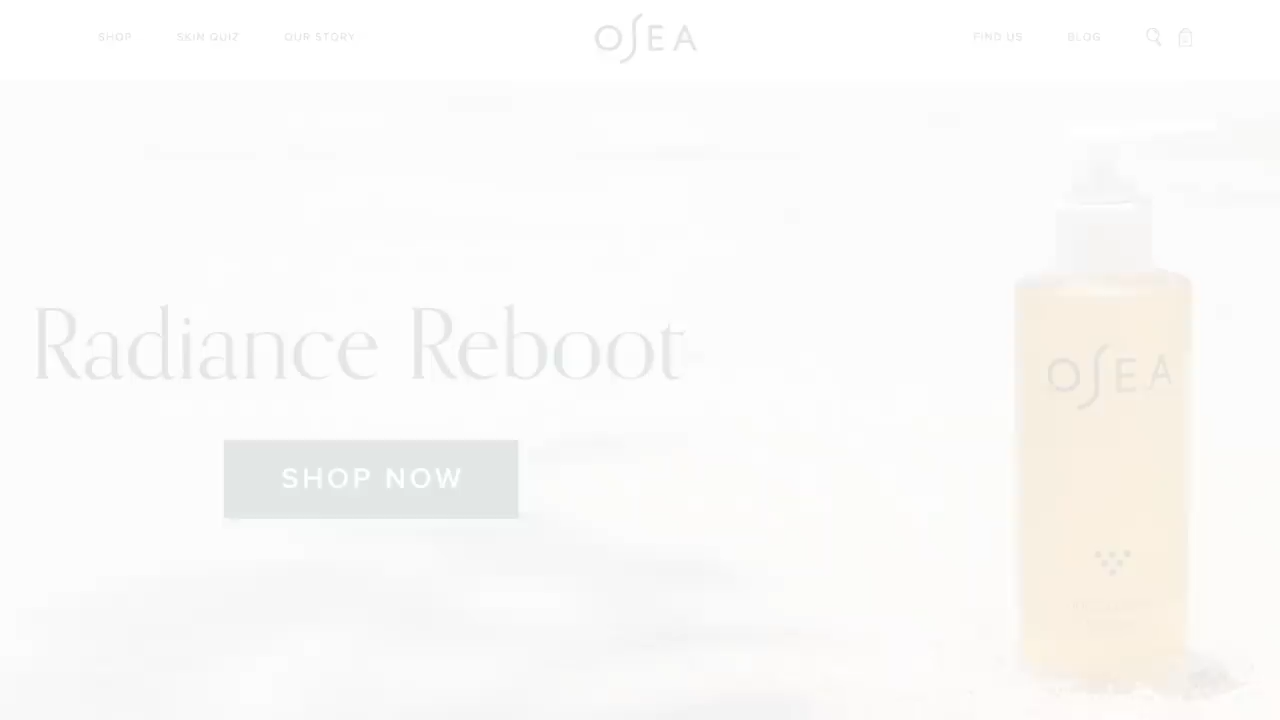 SHOP SKIN QUIZ OUR STORY OSEA FIND US BLOG
Radiance Reboot
OSEA
SHOP NOW